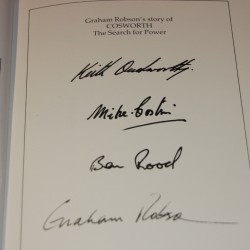 Graham Robson's story of
COSWORTH
The Search for Power
Keith Duckworth.
Mike Costin
Ben Rood
Graham Robson